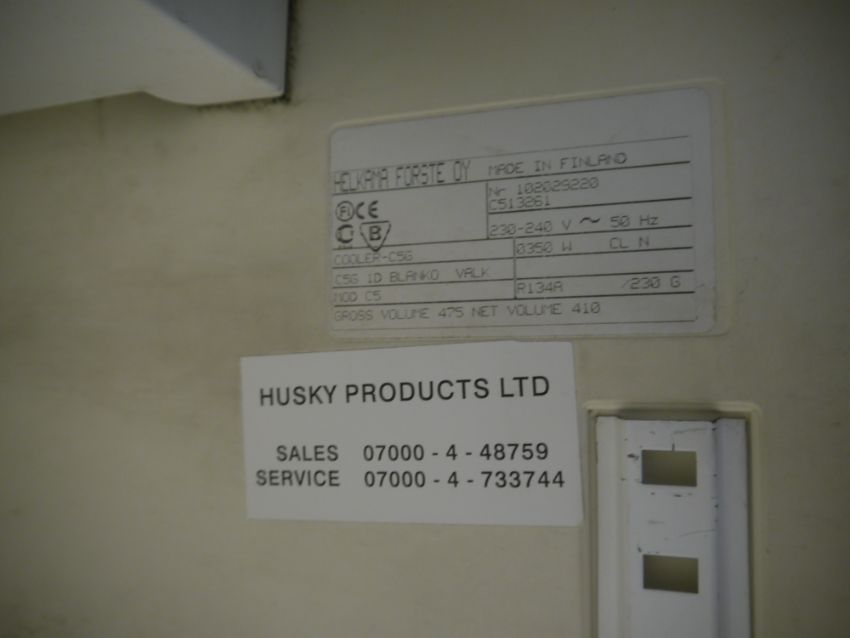 HELKAMA FORSTE OY MADE IN FINLAND
Nr 102029220
C513261
FI CE
B
230-240 V ~ 50 Hz
COOLER-C5G 0350 W CL N
C5G 1D BLANKO VALK
MOD C5 R134A /230 G
GROSS VOLUME 475 NET VOLUME 410
HUSKY PRODUCTS LTD
SALES 07000 - 4 - 48759
SERVICE 07000 - 4 - 733744